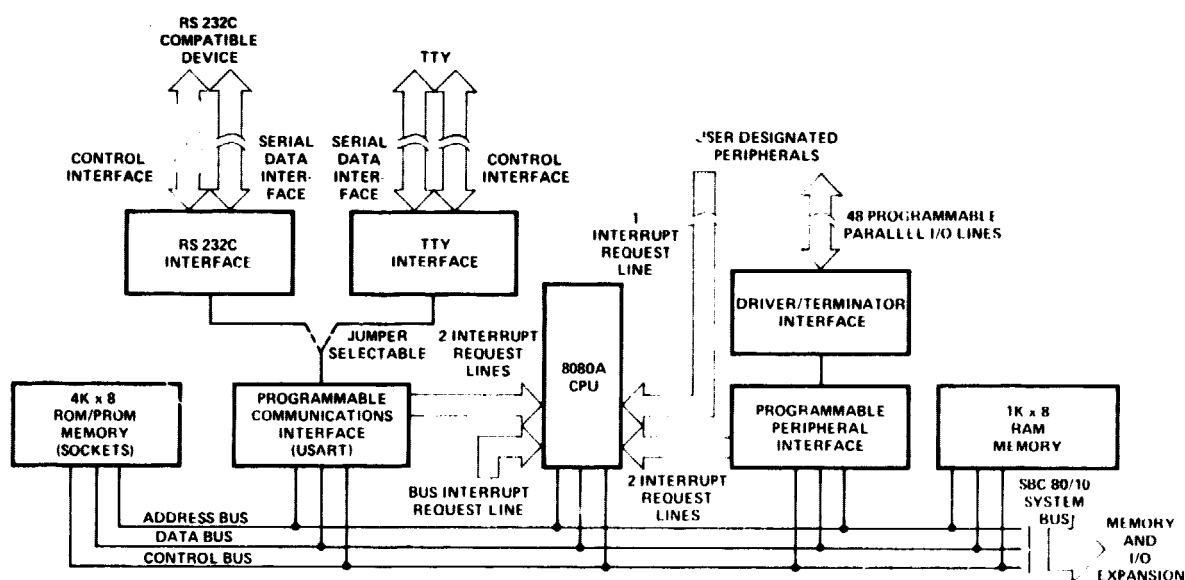 RS 232C
COMPATIBLE
DEVICE
TTY
CONTROL
INTERFACE
SERIAL
DATA
INTER-
FACE
SERIAL
DATA
INTER-
FACE
CONTROL
INTERFACE
USER DESIGNATED
PERIPHERALS
1
INTERRUPT
REQUEST
LINE
48 PROGRAMMABLE
PARALLEL I/O LINES
RS 232C
INTERFACE
TTY
INTERFACE
DRIVER/TERMINATOR
INTERFACE
JUMPER
SELECTABLE
2 INTERRUPT
REQUEST
LINES
8080A
CPU
4K x 8
ROM/PROM
MEMORY
(SOCKETS)
PROGRAMMABLE
COMMUNICATIONS
INTERFACE
(USART)
PROGRAMMABLE
PERIPHERAL
INTERFACE
1K x 8
RAM
MEMORY
BUS INTERRUPT
REQUEST LINE
2 INTERRUPT
REQUEST
LINES
SBC 80/10
SYSTEM
BUS
ADDRESS BUS
DATA BUS
CONTROL BUS
MEMORY
AND
I/O
EXPANSION